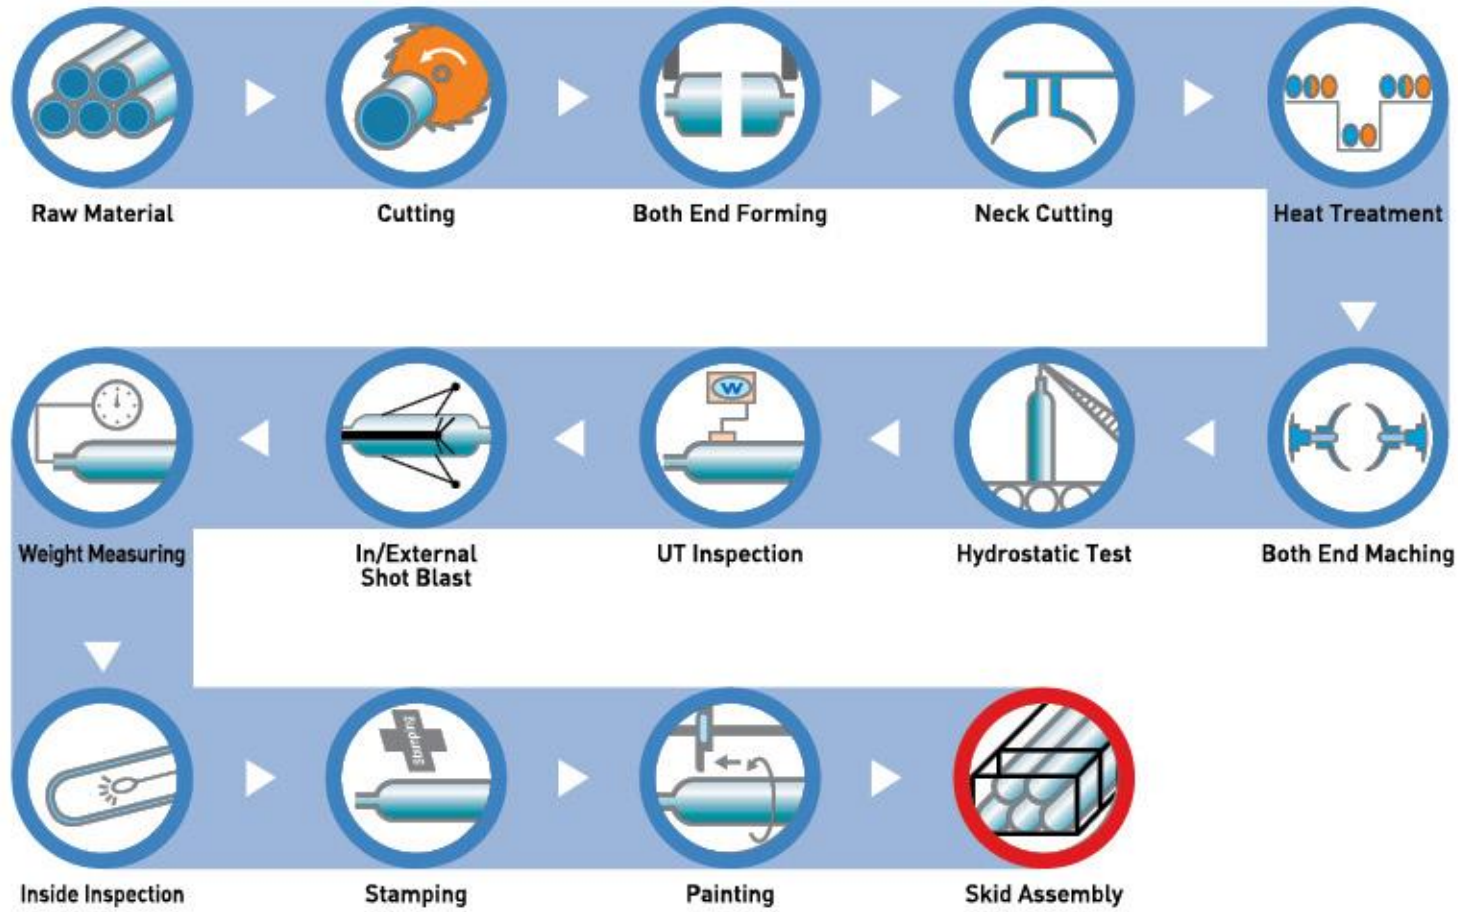 Raw Material
Cutting
Both End Forming
Neck Cutting
Heat Treatment
W
Weight Measuring
In/External
Shot Blast
UT Inspection
Hydrostatic Test
Both End Maching
Stamping
Inside Inspection
Stamping
Painting
Skid Assembly